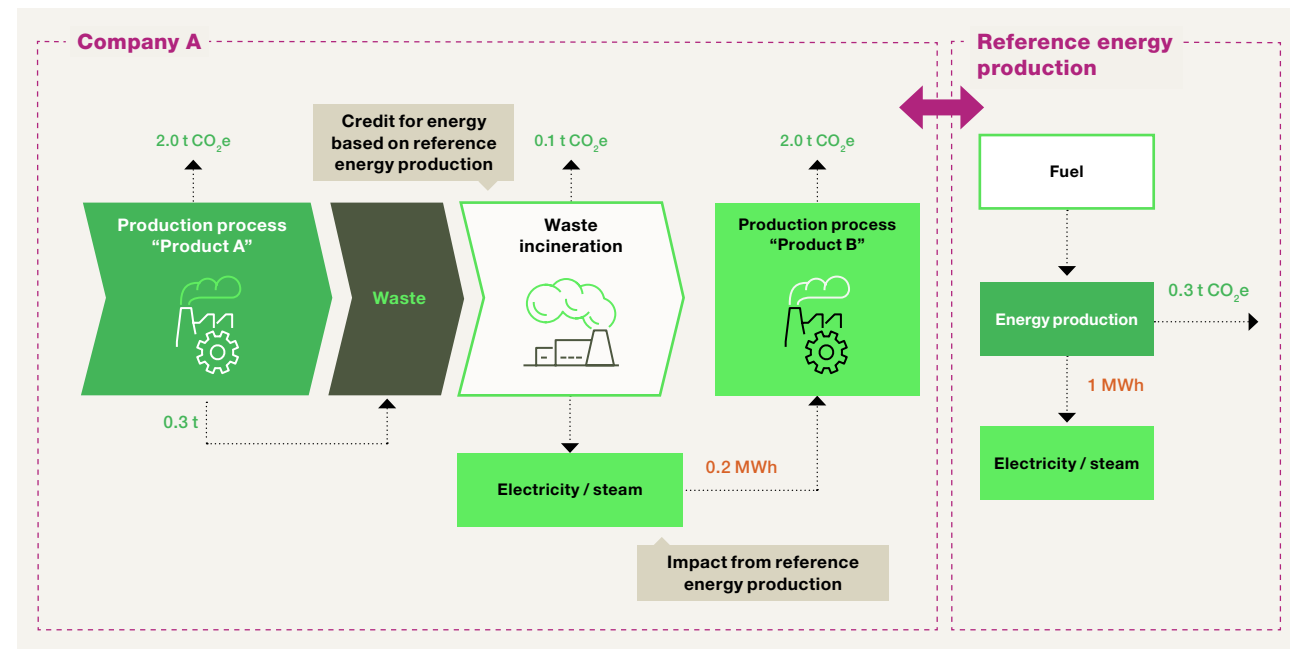 Company A
Reference energy
production
Credit for energy
based on reference
energy production
2.0 t CO₂e
0.1 t CO₂e
2.0 t CO₂e
Fuel
Production process
“Product A”
Waste
incineration
Production process
“Product B”
Waste
0.3 t CO₂e
Energy production
1 MWh
0.3 t
0.2 MWh
Electricity / steam
Electricity / steam
Impact from reference
energy production